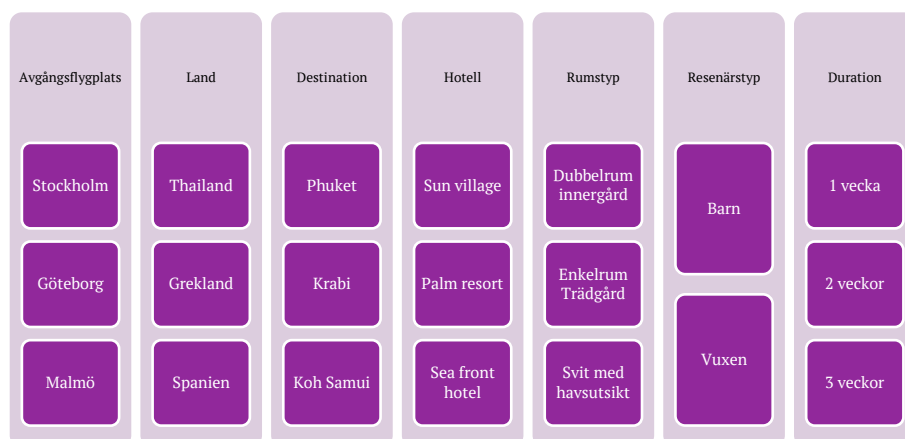 Avgångsflygplats
Land
Destination
Hotell
Rumstyp
Resenärstyp
Duration
Stockholm
Thailand
Phuket
Sun village
Dubbelrum
innergård
Barn
1 vecka
Göteborg
Grekland
Krabi
Palm resort
Enkelrum
Trädgård
2 veckor
Vuxen
Malmö
Spanien
Koh Samui
Sea front
hotel
Svit med
havsutsikt
3 veckor